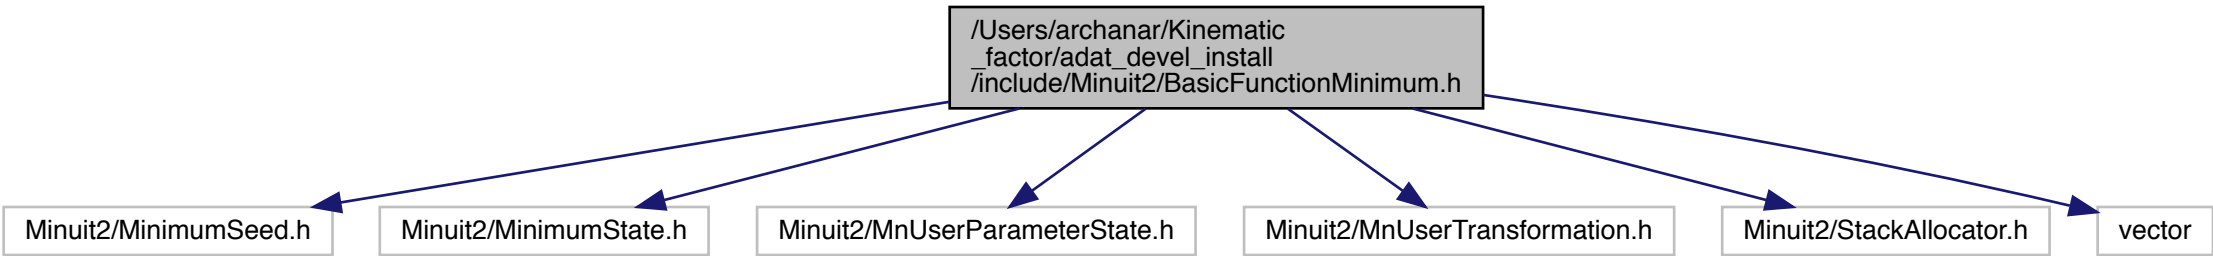 /Users/archanar/Kinematic
_factor/adat_devel_install
/include/Minuit2/BasicFunctionMinimum.h
Minuit2/MinimumSeed.h
Minuit2/MinimumState.h
Minuit2/MnUserParameterState.h
Minuit2/MnUserTransformation.h
Minuit2/StackAllocator.h
vector